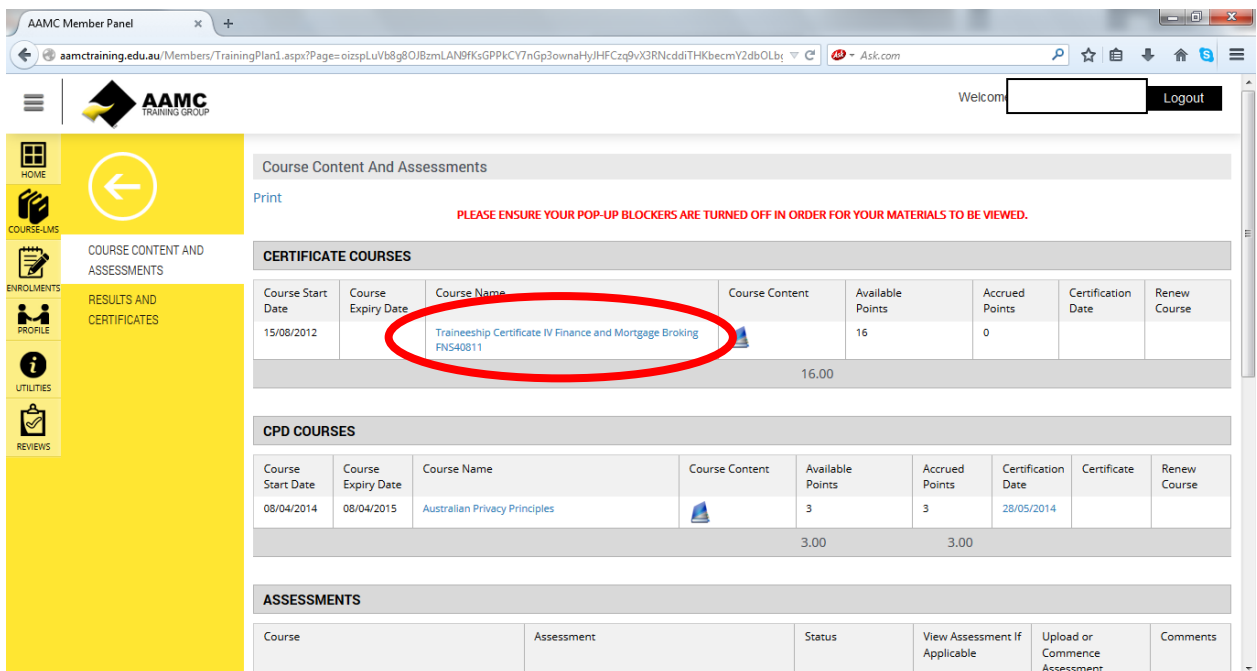 AAMC Member Panel
aamctraining.edu.au/Members/TrainingPlan1.aspx?Page=
Ask.com
AAMC
TRAINING GROUP
Welcome
Logout
HOME
COURSE-LMS
ENROLMENTS
PROFILE
UTILITIES
REVIEWS
COURSE CONTENT AND
ASSESSMENTS
RESULTS AND
CERTIFICATES
Course Content And Assessments
Print
PLEASE ENSURE YOUR POP-UP BLOCKERS ARE TURNED OFF IN ORDER FOR YOUR MATERIALS TO BE VIEWED.
CERTIFICATE COURSES
Course Start Date Course Expiry Date Course Name Course Content Available Points Accrued Points Certification Date Renew Course
15/08/2012 Traineeship Certificate IV Finance and Mortgage Broking FNS40811 16 0
16.00
CPD COURSES
Course Start Date Course Expiry Date Course Name Course Content Available Points Accrued Points Certification Date Certificate Renew Course
08/04/2014 08/04/2015 Australian Privacy Principles 3 3 28/05/2014
3.00 3.00
ASSESSMENTS
Course Assessment Status View Assessment If Applicable Upload or Commence Assessment Comments